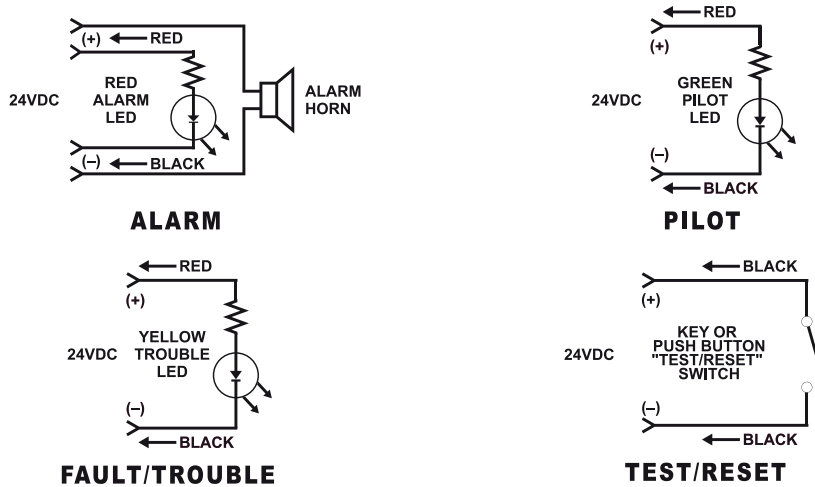 (+) RED
RED
ALARM
LED
24VDC
ALARM
HORN
(–) BLACK
ALARM
RED
(+)
GREEN
PILOT
LED
24VDC
(–)
BLACK
PILOT
RED
(+)
YELLOW
TROUBLE
LED
24VDC
(–)
BLACK
FAULT/TROUBLE
BLACK
(+)
KEY OR
PUSH BUTTON
"TEST/RESET"
SWITCH
24VDC
(–)
BLACK
TEST/RESET